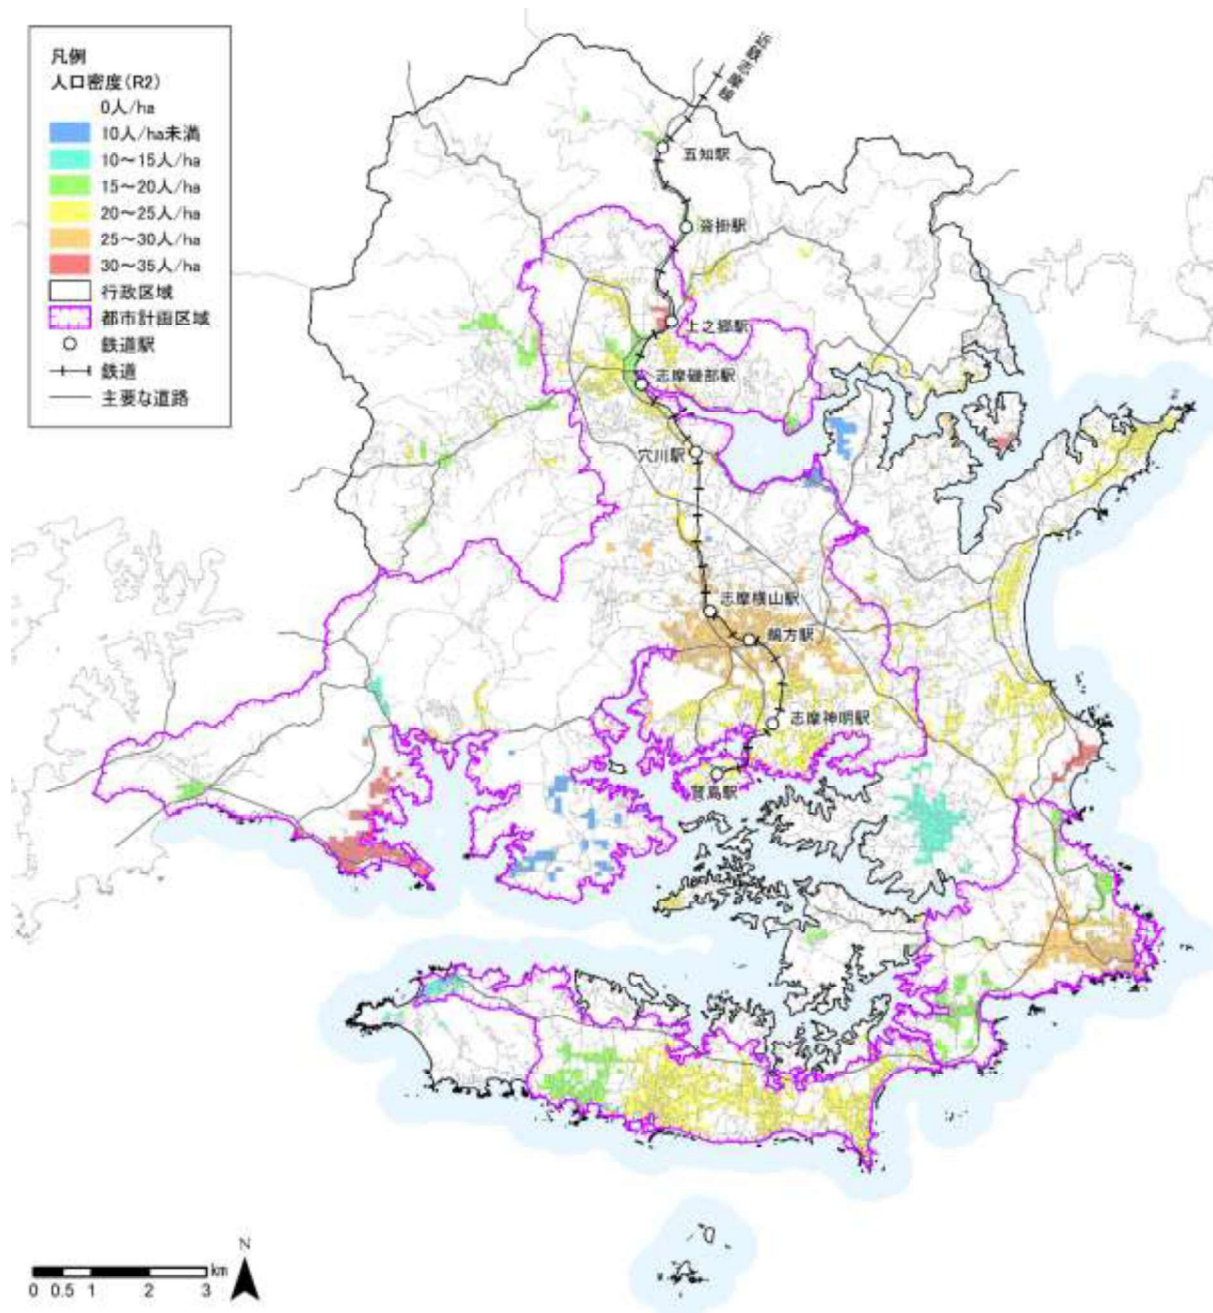 凡例
人口密度(R2)
0人/ha
10人/ha未満
10～15人/ha
15～20人/ha
20～25人/ha
25～30人/ha
30～35人/ha
行政区域
都市計画区域
鉄道駅
鉄道
主要な道路
近鉄志摩線
五知駅
沓掛駅
上之郷駅
志摩磯部駅
穴川駅
志摩横山駅
鵜方駅
志摩神明駅
賢島駅
N
km
0 0.5 1 2 3